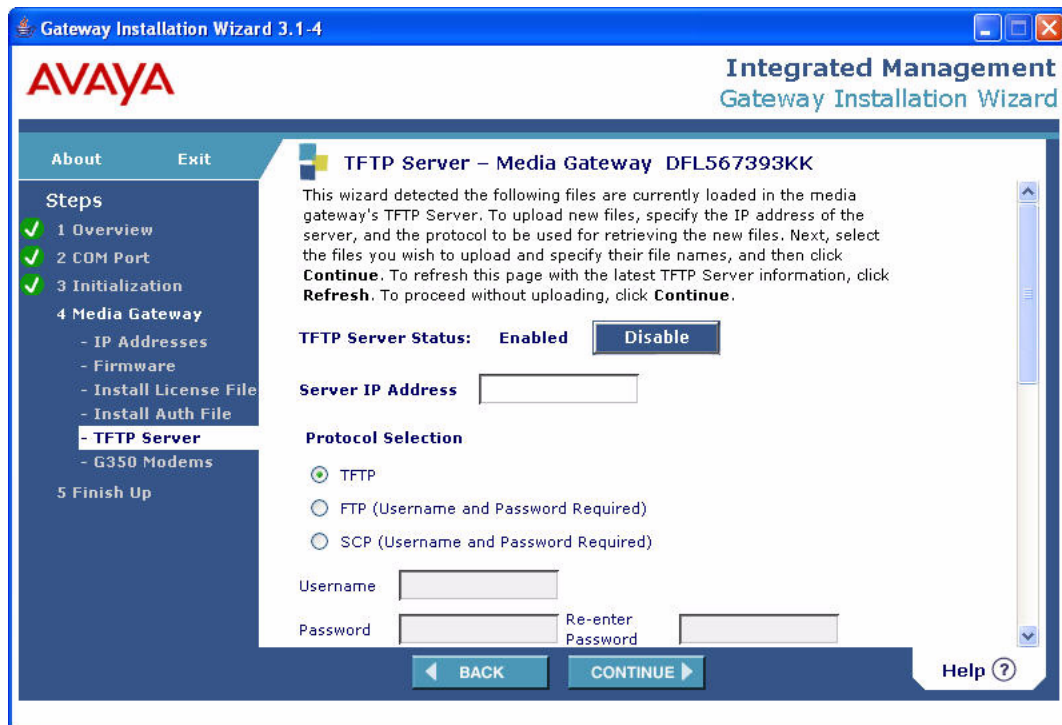 Gateway Installation Wizard 3.1-4
AVAYA
Integrated Management
Gateway Installation Wizard
About Exit
Steps
1 Overview
2 COM Port
3 Initialization
4 Media Gateway
- IP Addresses
- Firmware
- Install License File
- Install Auth File
- TFTP Server
- G350 Modems
5 Finish Up
TFTP Server – Media Gateway DFL567393KK
This wizard detected the following files are currently loaded in the media
gateway's TFTP Server. To upload new files, specify the IP address of the
server, and the protocol to be used for retrieving the new files. Next, select
the files you wish to upload and specify their file names, and then click
Continue. To refresh this page with the latest TFTP Server information, click
Refresh. To proceed without uploading, click Continue.
TFTP Server Status: Enabled Disable
Server IP Address
Protocol Selection
TFTP
FTP (Username and Password Required)
SCP (Username and Password Required)
Username
Password
Re-enter
Password
BACK CONTINUE
Help ?